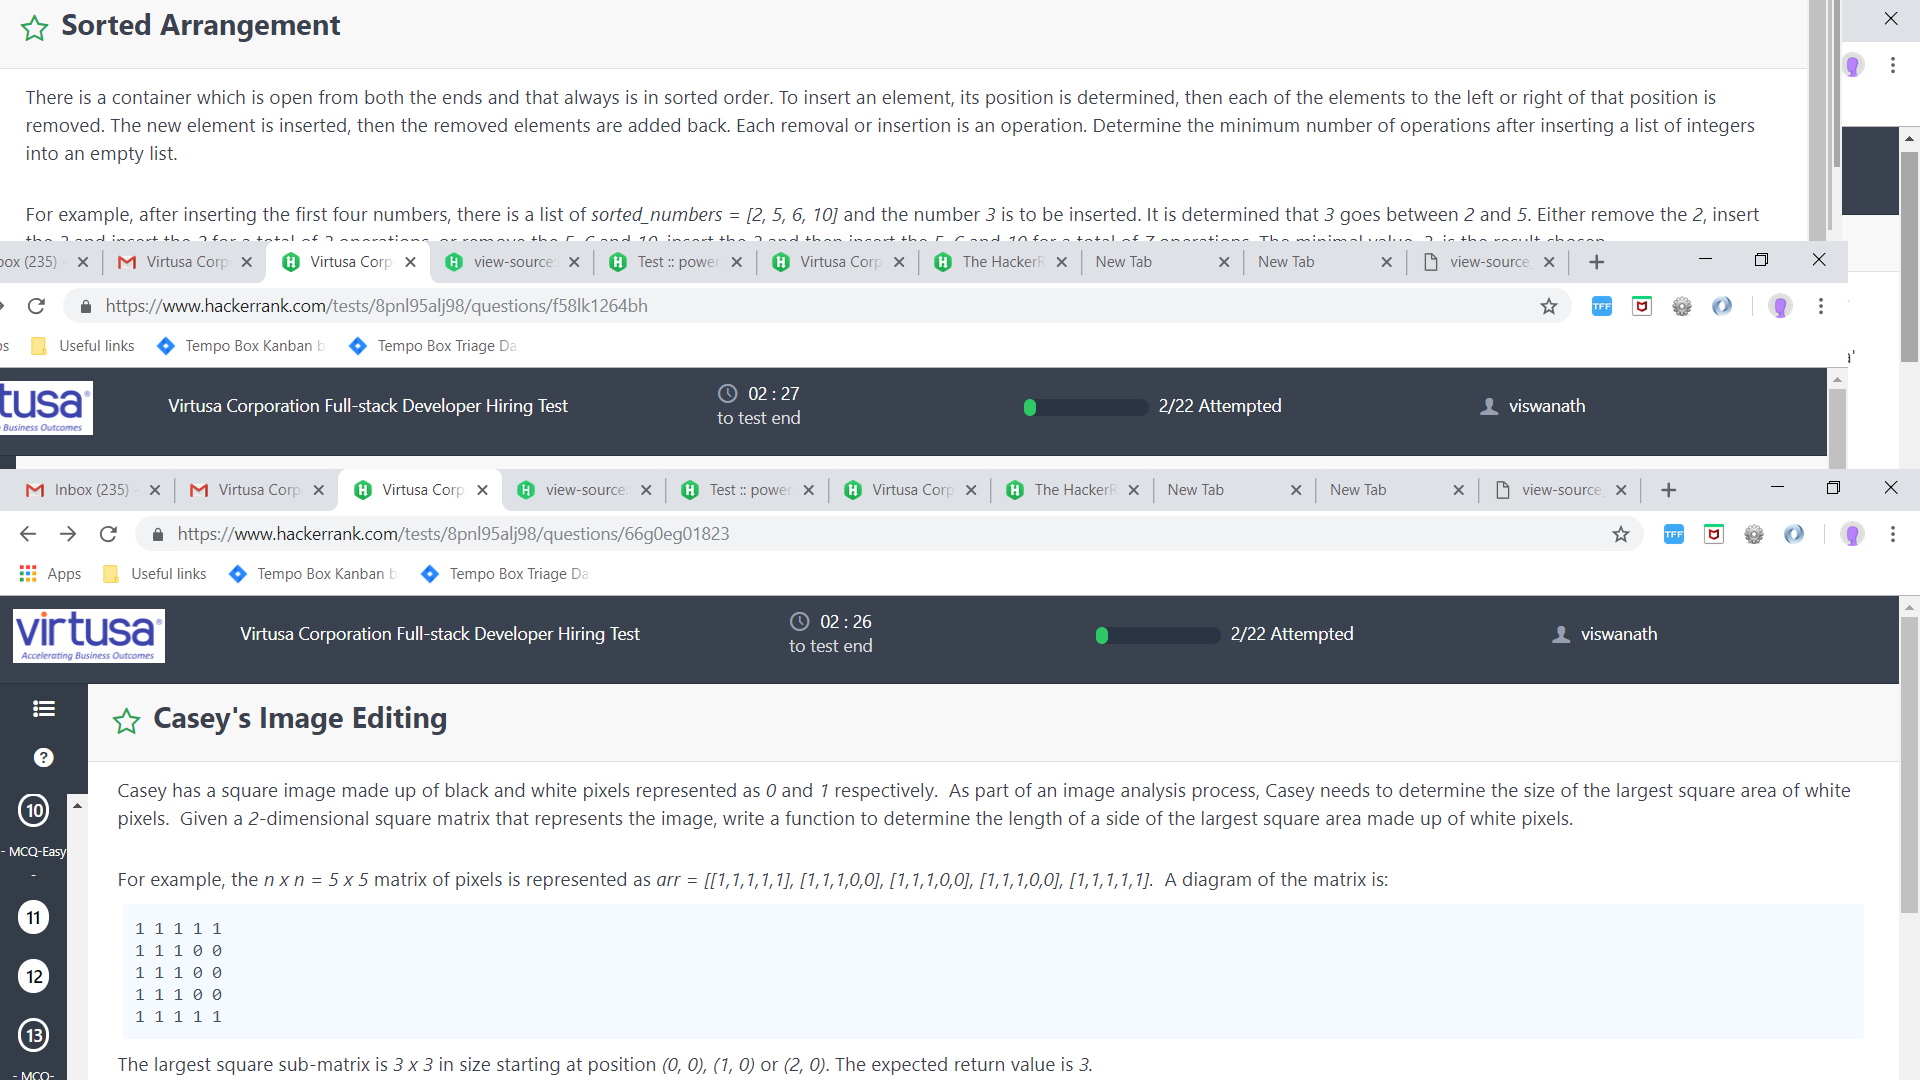 Sorted Arrangement
There is a container which is open from both the ends and that always is in sorted order. To insert an element, its position is determined, then each of the elements to the left or right of that position is
removed. The new element is inserted, then the removed elements are added back. Each removal or insertion is an operation. Determine the minimum number of operations after inserting a list of integers
into an empty list.
For example, after inserting the first four numbers, there is a list of sorted_numbers = [2, 5, 6, 10] and the number 3 is to be inserted. It is determined that 3 goes between 2 and 5. Either remove the 2, insert
box (235) Virtusa Corp Virtusa Corp view-source: Test :: power Virtusa Corp The HackerR New Tab New Tab view-source
https://www.hackerrank.com/tests/8pnl95alj98/questions/f58lk1264bh
Useful links Tempo Box Kanban b Tempo Box Triage Da
tusa
Business Outcomes
Virtusa Corporation Full-stack Developer Hiring Test
02 : 27
to test end
2/22 Attempted
viswanath
Inbox (235) - Virtusa Corp Virtusa Corp view-source: Test :: power Virtusa Corp The HackerR New Tab New Tab view-source
https://www.hackerrank.com/tests/8pnl95alj98/questions/66g0eg01823
TFF
Apps Useful links Tempo Box Kanban b Tempo Box Triage Da
virtusa
Accelerating Business Outcomes
Virtusa Corporation Full-stack Developer Hiring Test
02 : 26
to test end
2/22 Attempted
viswanath
Casey's Image Editing
10
- MCQ-Easy
-
11
12
13
- MCQ-
Casey has a square image made up of black and white pixels represented as 0 and 1 respectively. As part of an image analysis process, Casey needs to determine the size of the largest square area of white
pixels. Given a 2-dimensional square matrix that represents the image, write a function to determine the length of a side of the largest square area made up of white pixels.
For example, the n x n = 5 x 5 matrix of pixels is represented as arr = [[1,1,1,1,1], [1,1,1,0,0], [1,1,1,0,0], [1,1,1,0,0], [1,1,1,1,1]. A diagram of the matrix is:
1 1 1 1 1
1 1 1 0 0
1 1 1 0 0
1 1 1 0 0
1 1 1 1 1
The largest square sub-matrix is 3 x 3 in size starting at position (0, 0), (1, 0) or (2, 0). The expected return value is 3.